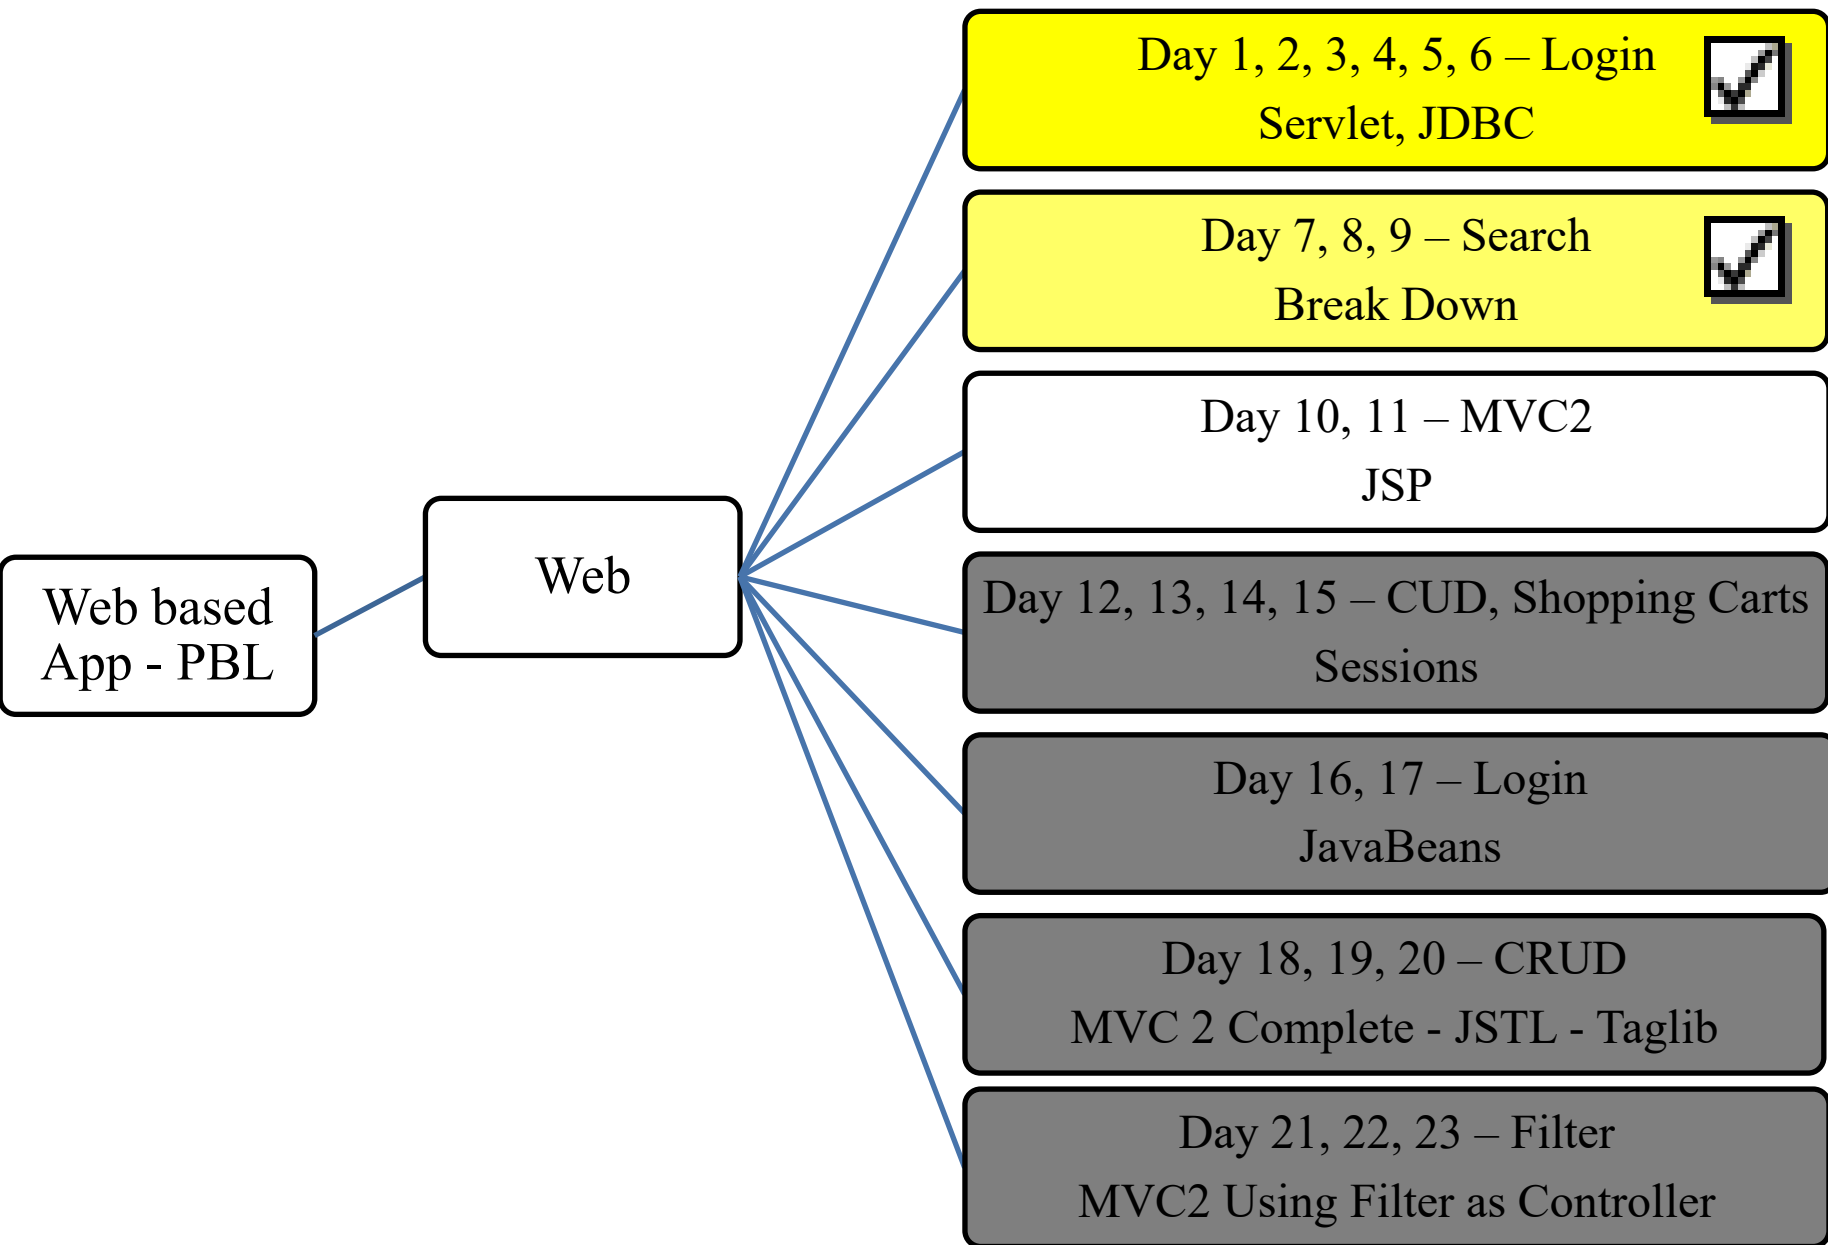 Web based
App - PBL
Web
Day 1, 2, 3, 4, 5, 6 – Login
Servlet, JDBC
Day 7, 8, 9 – Search
Break Down
Day 10, 11 – MVC2
JSP
Day 12, 13, 14, 15 – CUD, Shopping Carts
Sessions
Day 16, 17 – Login
JavaBeans
Day 18, 19, 20 – CRUD
MVC 2 Complete - JSTL - Taglib
Day 21, 22, 23 – Filter
MVC2 Using Filter as Controller